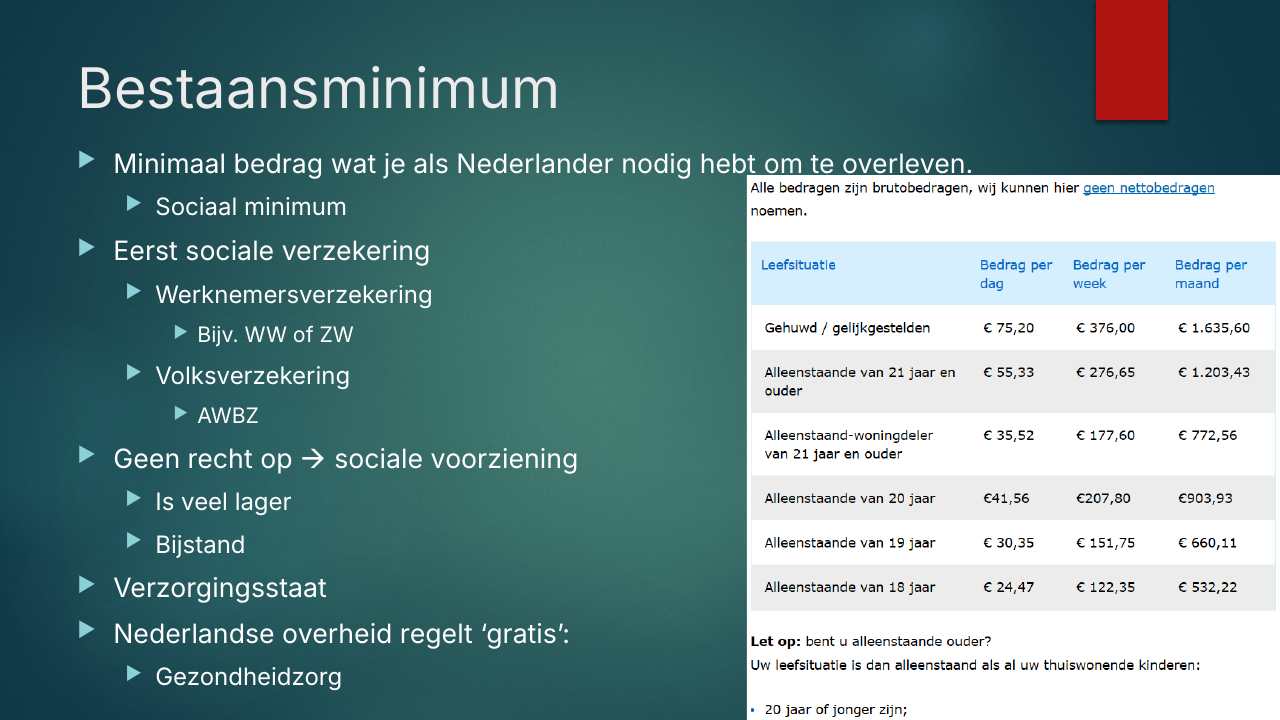 Bestaansminimum
Minimaal bedrag wat je als Nederlander nodig hebt om te overleven.
Sociaal minimum
Eerst sociale verzekering
Werknemersverzekering
Bijv. WW of ZW
Volksverzekering
AWBZ
Geen recht op → sociale voorziening
Is veel lager
Bijstand
Verzorgingsstaat
Nederlandse overheid regelt ‘gratis’:
Gezondheidzorg
Alle bedragen zijn brutobedragen, wij kunnen hier geen nettobedragen
noemen.
Leefsituatie Bedrag per dag Bedrag per week Bedrag per maand
Gehuwd / gelijkgestelden € 75,20 € 376,00 € 1.635,60
Alleenstaande van 21 jaar en ouder € 55,33 € 276,65 € 1.203,43
Alleenstaand-woningdeler van 21 jaar en ouder € 35,52 € 177,60 € 772,56
Alleenstaande van 20 jaar €41,56 €207,80 €903,93
Alleenstaande van 19 jaar € 30,35 € 151,75 € 660,11
Alleenstaande van 18 jaar € 24,47 € 122,35 € 532,22
Let op: bent u alleenstaande ouder?
Uw leefsituatie is dan alleenstaand als al uw thuiswonende kinderen:
• 20 jaar of jonger zijn;